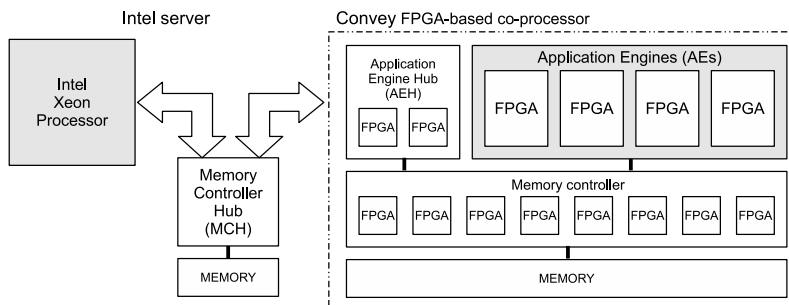 Intel server
Convey FPGA-based co-processor
Intel
Xeon
Processor
Memory
Controller
Hub
(MCH)
MEMORY
Application
Engine Hub
(AEH)
FPGA
FPGA
Application Engines (AEs)
FPGA
FPGA
FPGA
FPGA
Memory controller
FPGA
FPGA
FPGA
FPGA
FPGA
FPGA
FPGA
FPGA
MEMORY